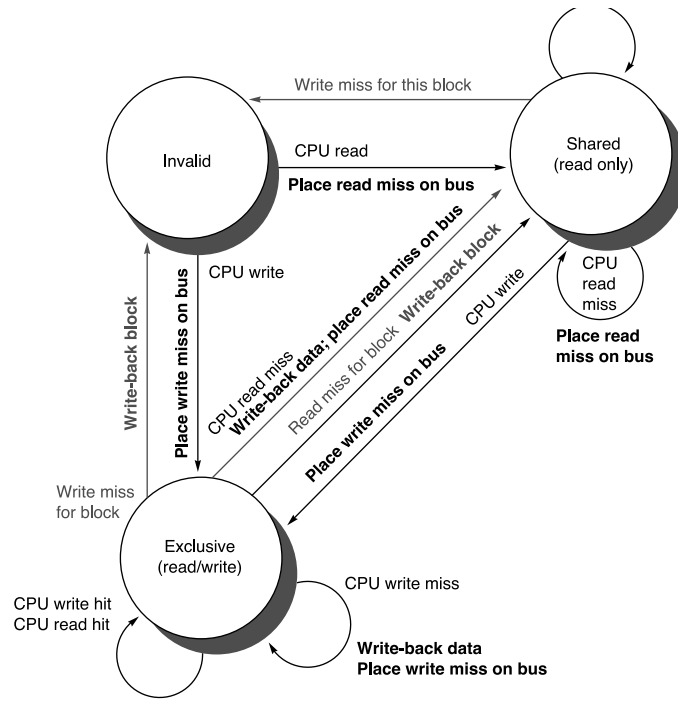 Write miss for this block
Invalid
CPU read
Place read miss on bus
Shared
(read only)
CPU write
Place write miss on bus
Write-back block
CPU read miss
Write-back data; place read miss on bus
Read miss for block Write-back block
CPU write
Place write miss on bus
CPU
read
miss
Place read
miss on bus
Write miss
for block
Exclusive
(read/write)
CPU write hit
CPU read hit
CPU write miss
Write-back data
Place write miss on bus